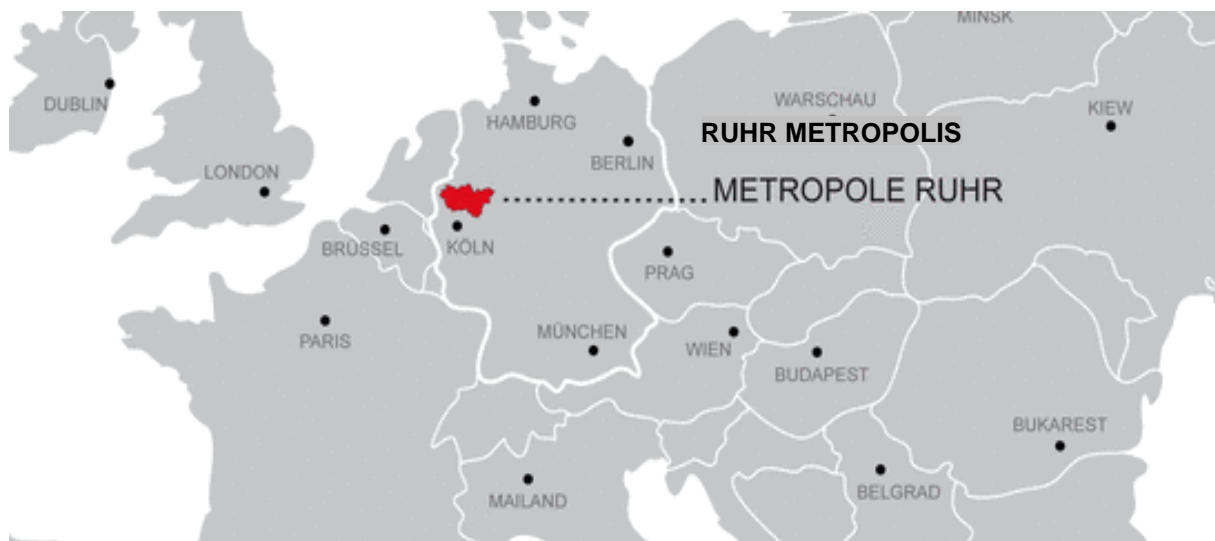 MINSK
DUBLIN
HAMBURG
WARSCHAU
KIEW
RUHR METROPOLIS
BERLIN
LONDON
METROPOLE RUHR
BRÜSSEL
KÖLN
PRAG
PARIS
MÜNCHEN
WIEN
BUDAPEST
BUKAREST
MAILAND
BELGRAD